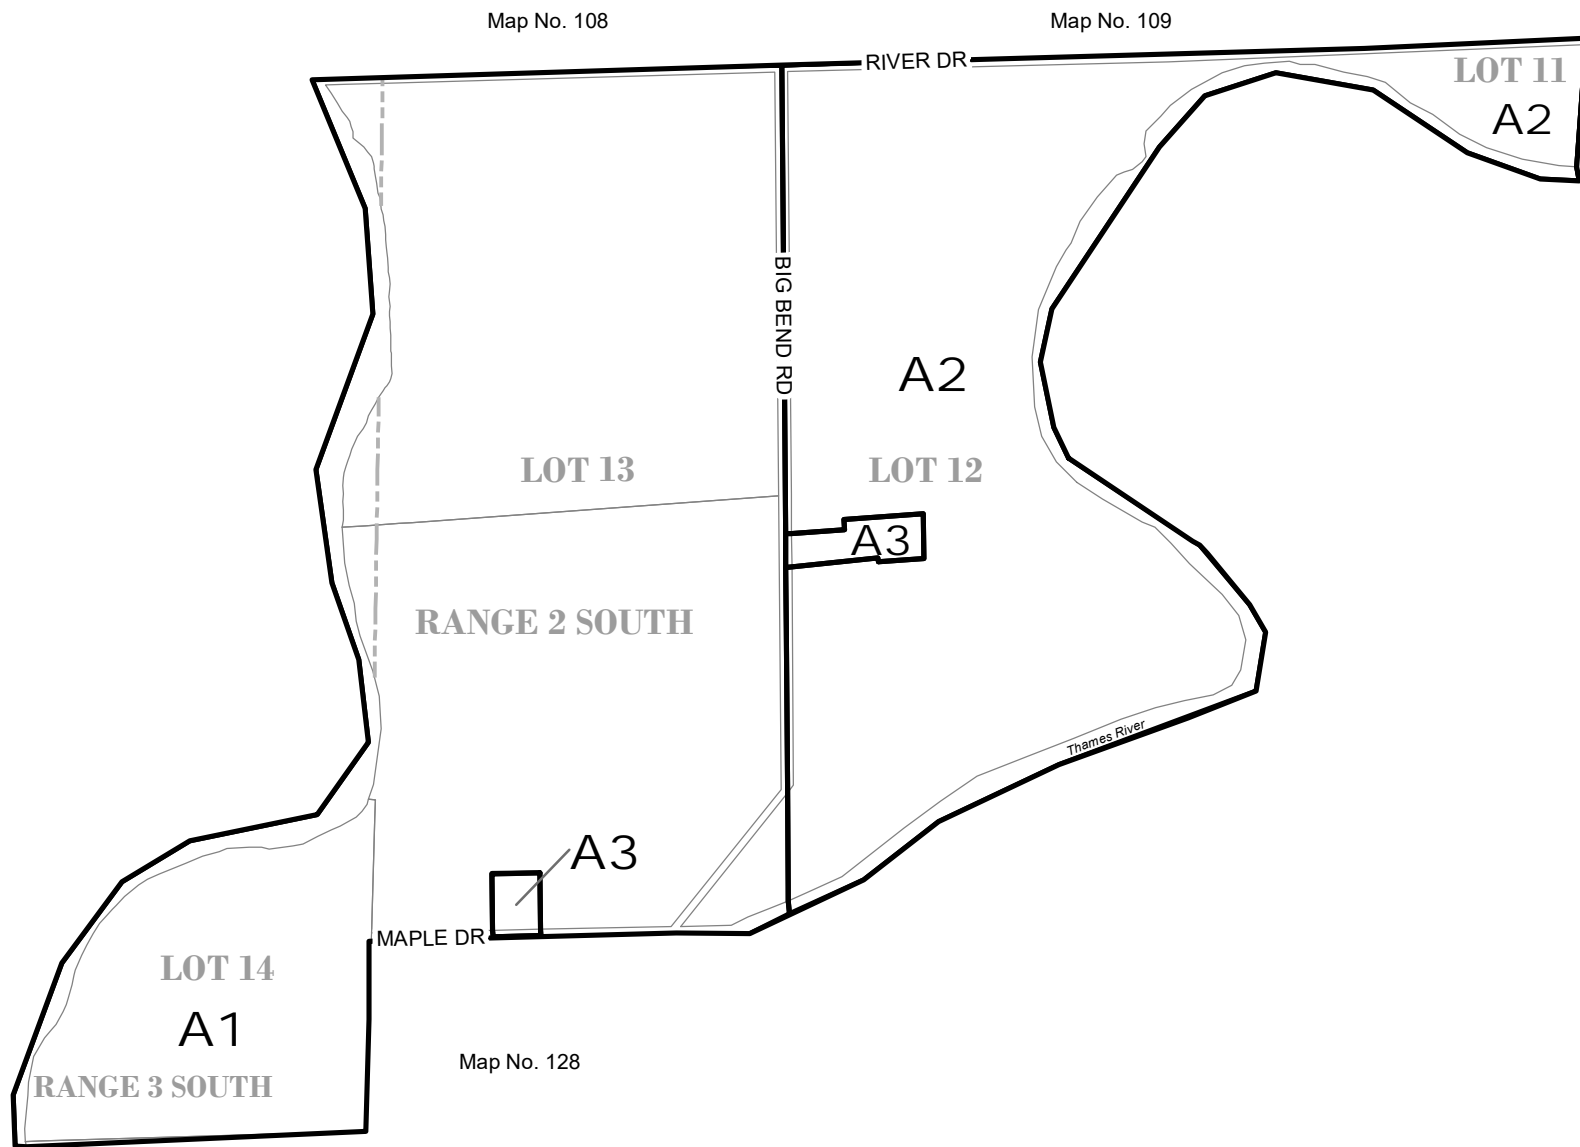 Map No. 108
Map No. 109
RIVER DR
LOT 11
A2
BIG BEND RD
A2
LOT 13
LOT 12
A3
RANGE 2 SOUTH
Thames River
A3
MAPLE DR
LOT 14
A1
Map No. 128
RANGE 3 SOUTH